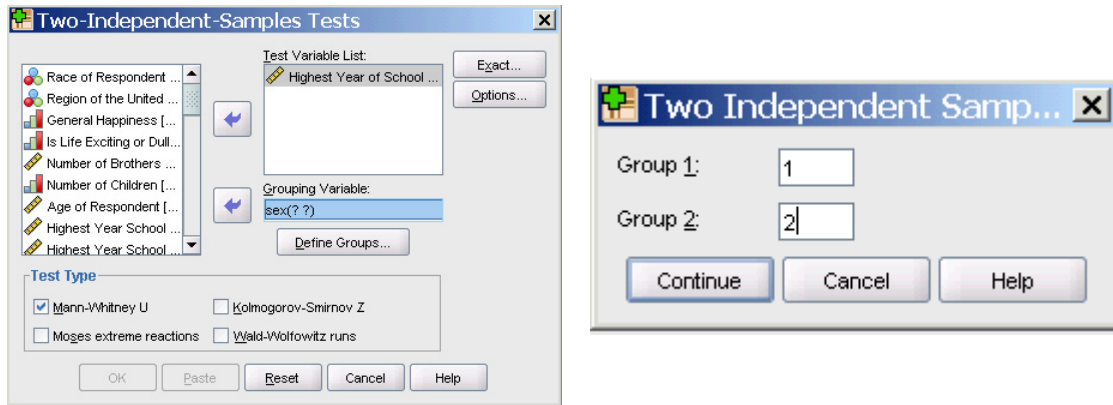 Two-Independent-Samples Tests
Race of Respondent ...
Region of the United ...
General Happiness [...
Is Life Exciting or Dull...
Number of Brothers ...
Number of Children [...
Age of Respondent [...
Highest Year School ...
Highest Year School ...
Test Variable List:
Highest Year of School ...
Grouping Variable:
sex(? ?)
Define Groups...
Exact...
Options...
Test Type
Mann-Whitney U
Kolmogorov-Smirnov Z
Moses extreme reactions
Wald-Wolfowitz runs
OK Paste Reset Cancel Help
Two Independent Samp...
Group 1: 1
Group 2: 2
Continue Cancel Help